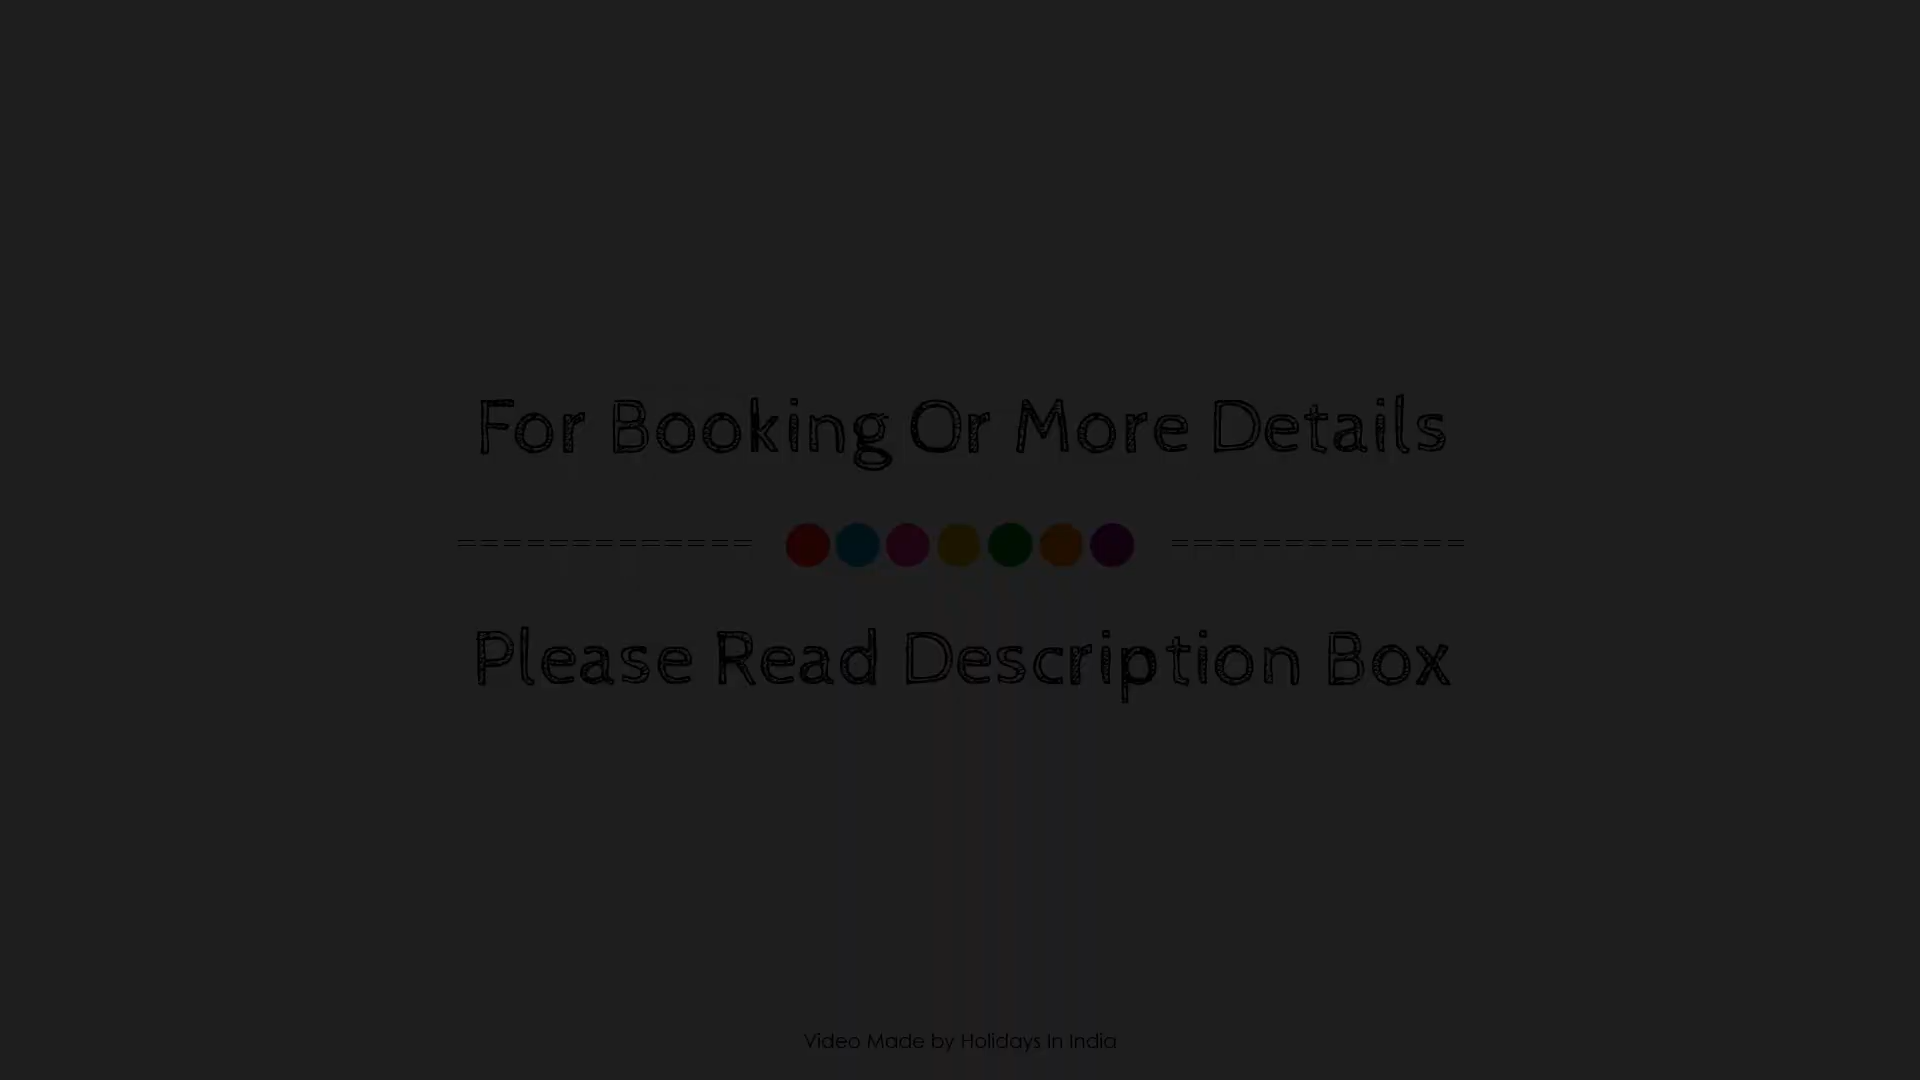 For Booking Or More Details
============= =============
Please Read Description Box
Video Made by Holidays In India